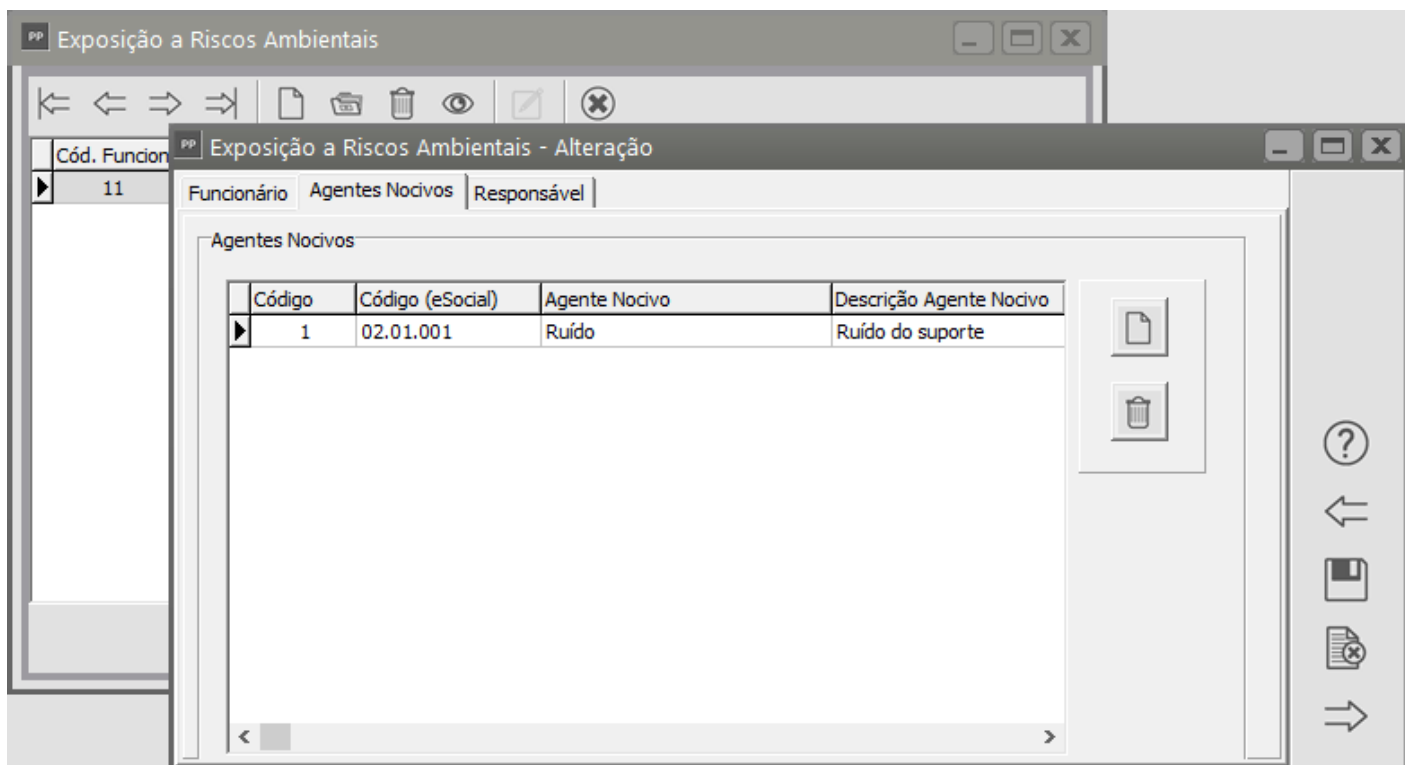 PP Exposição a Riscos Ambientais
Cód. Funcion
11
PP Exposição a Riscos Ambientais - Alteração
Funcionário Agentes Nocivos Responsável
Agentes Nocivos
Código Código (eSocial) Agente Nocivo Descrição Agente Nocivo
1 02.01.001 Ruído Ruído do suporte